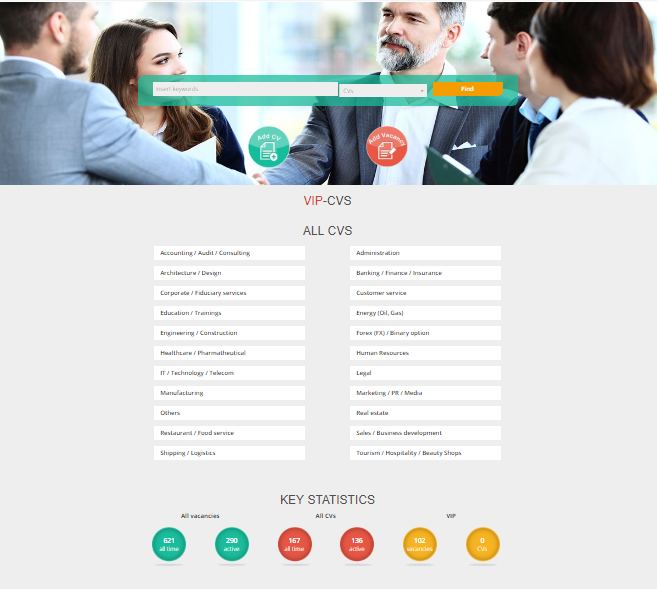 Insert keywords CVs Find
Add CV Add Vacancy
VIP-CVS
ALL CVS
Accounting / Audit / Consulting Administration
Architecture / Design Banking / Finance / Insurance
Corporate / Fiduciary services Customer service
Education / Trainings Energy (Oil, Gas)
Engineering / Construction Forex (FX) / Binary option
Healthcare / Pharmatheutical Human Resources
IT / Technology / Telecom Legal
Manufacturing Marketing / PR / Media
Others Real estate
Restaurant / Food service Sales / Business development
Shipping / Logistics Tourism / Hospitality / Beauty Shops
KEY STATISTICS
All vacancies All CVs VIP
621 290 167 136 102 0
all time active all time active vacancies CVs